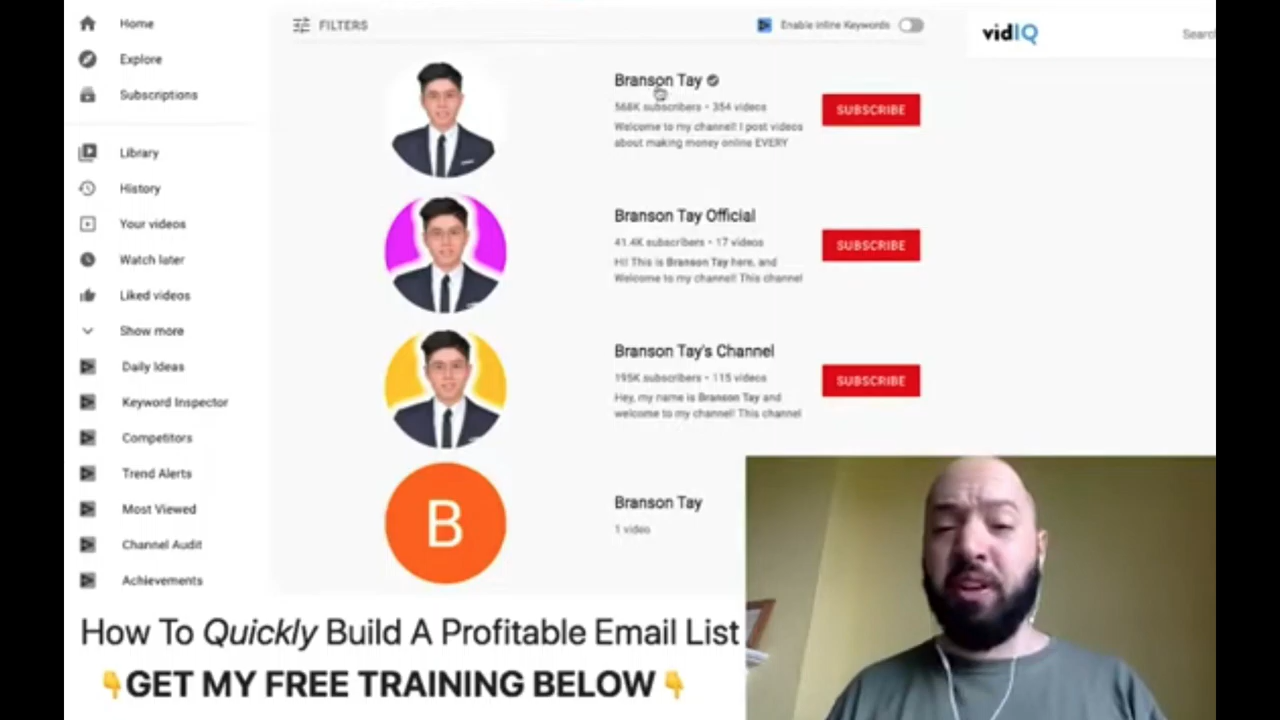 Home
Explore
Subscriptions
Library
History
Your videos
Watch later
Liked videos
Show more
Daily Ideas
Keyword Inspector
Competitors
Trend Alerts
Most Viewed
Channel Audit
Achievements
FILTERS
Enable Inline Keywords
vidIQ
Searc
Branson Tay
568K subscribers • 354 videos
Welcome to my channel! I post videos
about making money online EVERY
SUBSCRIBE
Branson Tay Official
41.4K subscribers • 17 videos
Hi! This is Branson Tay here, and
Welcome to my channel! This channel
SUBSCRIBE
Branson Tay's Channel
195K subscribers • 115 videos
Hey, my name is Branson Tay and
welcome to my channel! This channel
SUBSCRIBE
B
Branson Tay
1 video
How To Quickly Build A Profitable Email List
👇GET MY FREE TRAINING BELOW👇